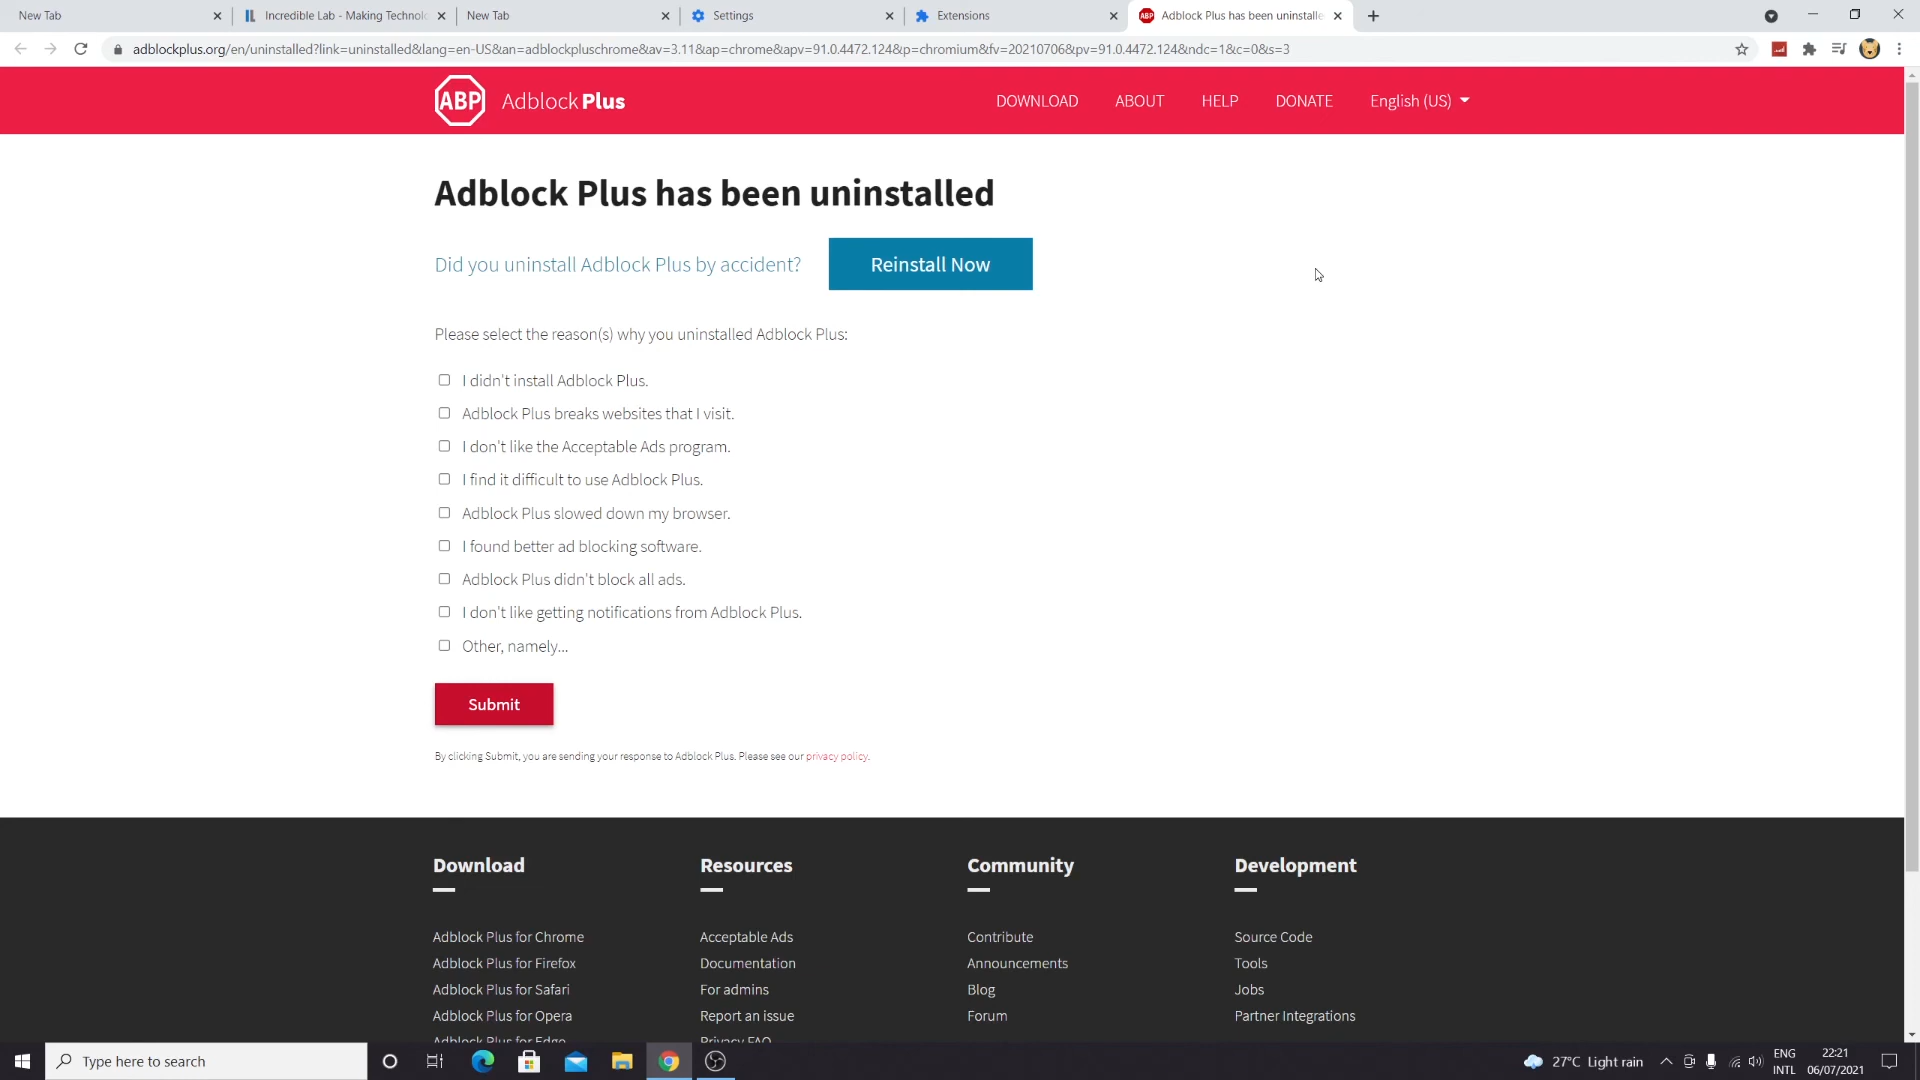 New Tab
Incredible Lab - Making Technolo
New Tab
Settings
Extensions
ABP
Adblock Plus has been uninstalle
adblockplus.org/en/uninstalled?link=uninstalled&lang=en-US&an=adblockpluschrome&av=3.11&ap=chrome&apv=91.0.4472.124&p=chromium&fv=20210706&pv=91.0.4472.124&ndc=1&c=0&s=3
ABP
Adblock Plus
DOWNLOAD
ABOUT
HELP
DONATE
English (US)
Adblock Plus has been uninstalled
Did you uninstall Adblock Plus by accident?
Reinstall Now
Please select the reason(s) why you uninstalled Adblock Plus:
I didn't install Adblock Plus.
Adblock Plus breaks websites that I visit.
I don't like the Acceptable Ads program.
I find it difficult to use Adblock Plus.
Adblock Plus slowed down my browser.
I found better ad blocking software.
Adblock Plus didn't block all ads.
I don't like getting notifications from Adblock Plus.
Other, namely...
Submit
By clicking Submit, you are sending your response to Adblock Plus. Please see our privacy policy.
Download
Adblock Plus for Chrome
Adblock Plus for Firefox
Adblock Plus for Safari
Adblock Plus for Opera
Adblock Plus for Edge
Resources
Acceptable Ads
Documentation
For admins
Report an issue
Privacy FAQ
Community
Contribute
Announcements
Blog
Forum
Development
Source Code
Tools
Jobs
Partner Integrations
Type here to search
27°C Light rain
ENG
INTL
22:21
06/07/2021